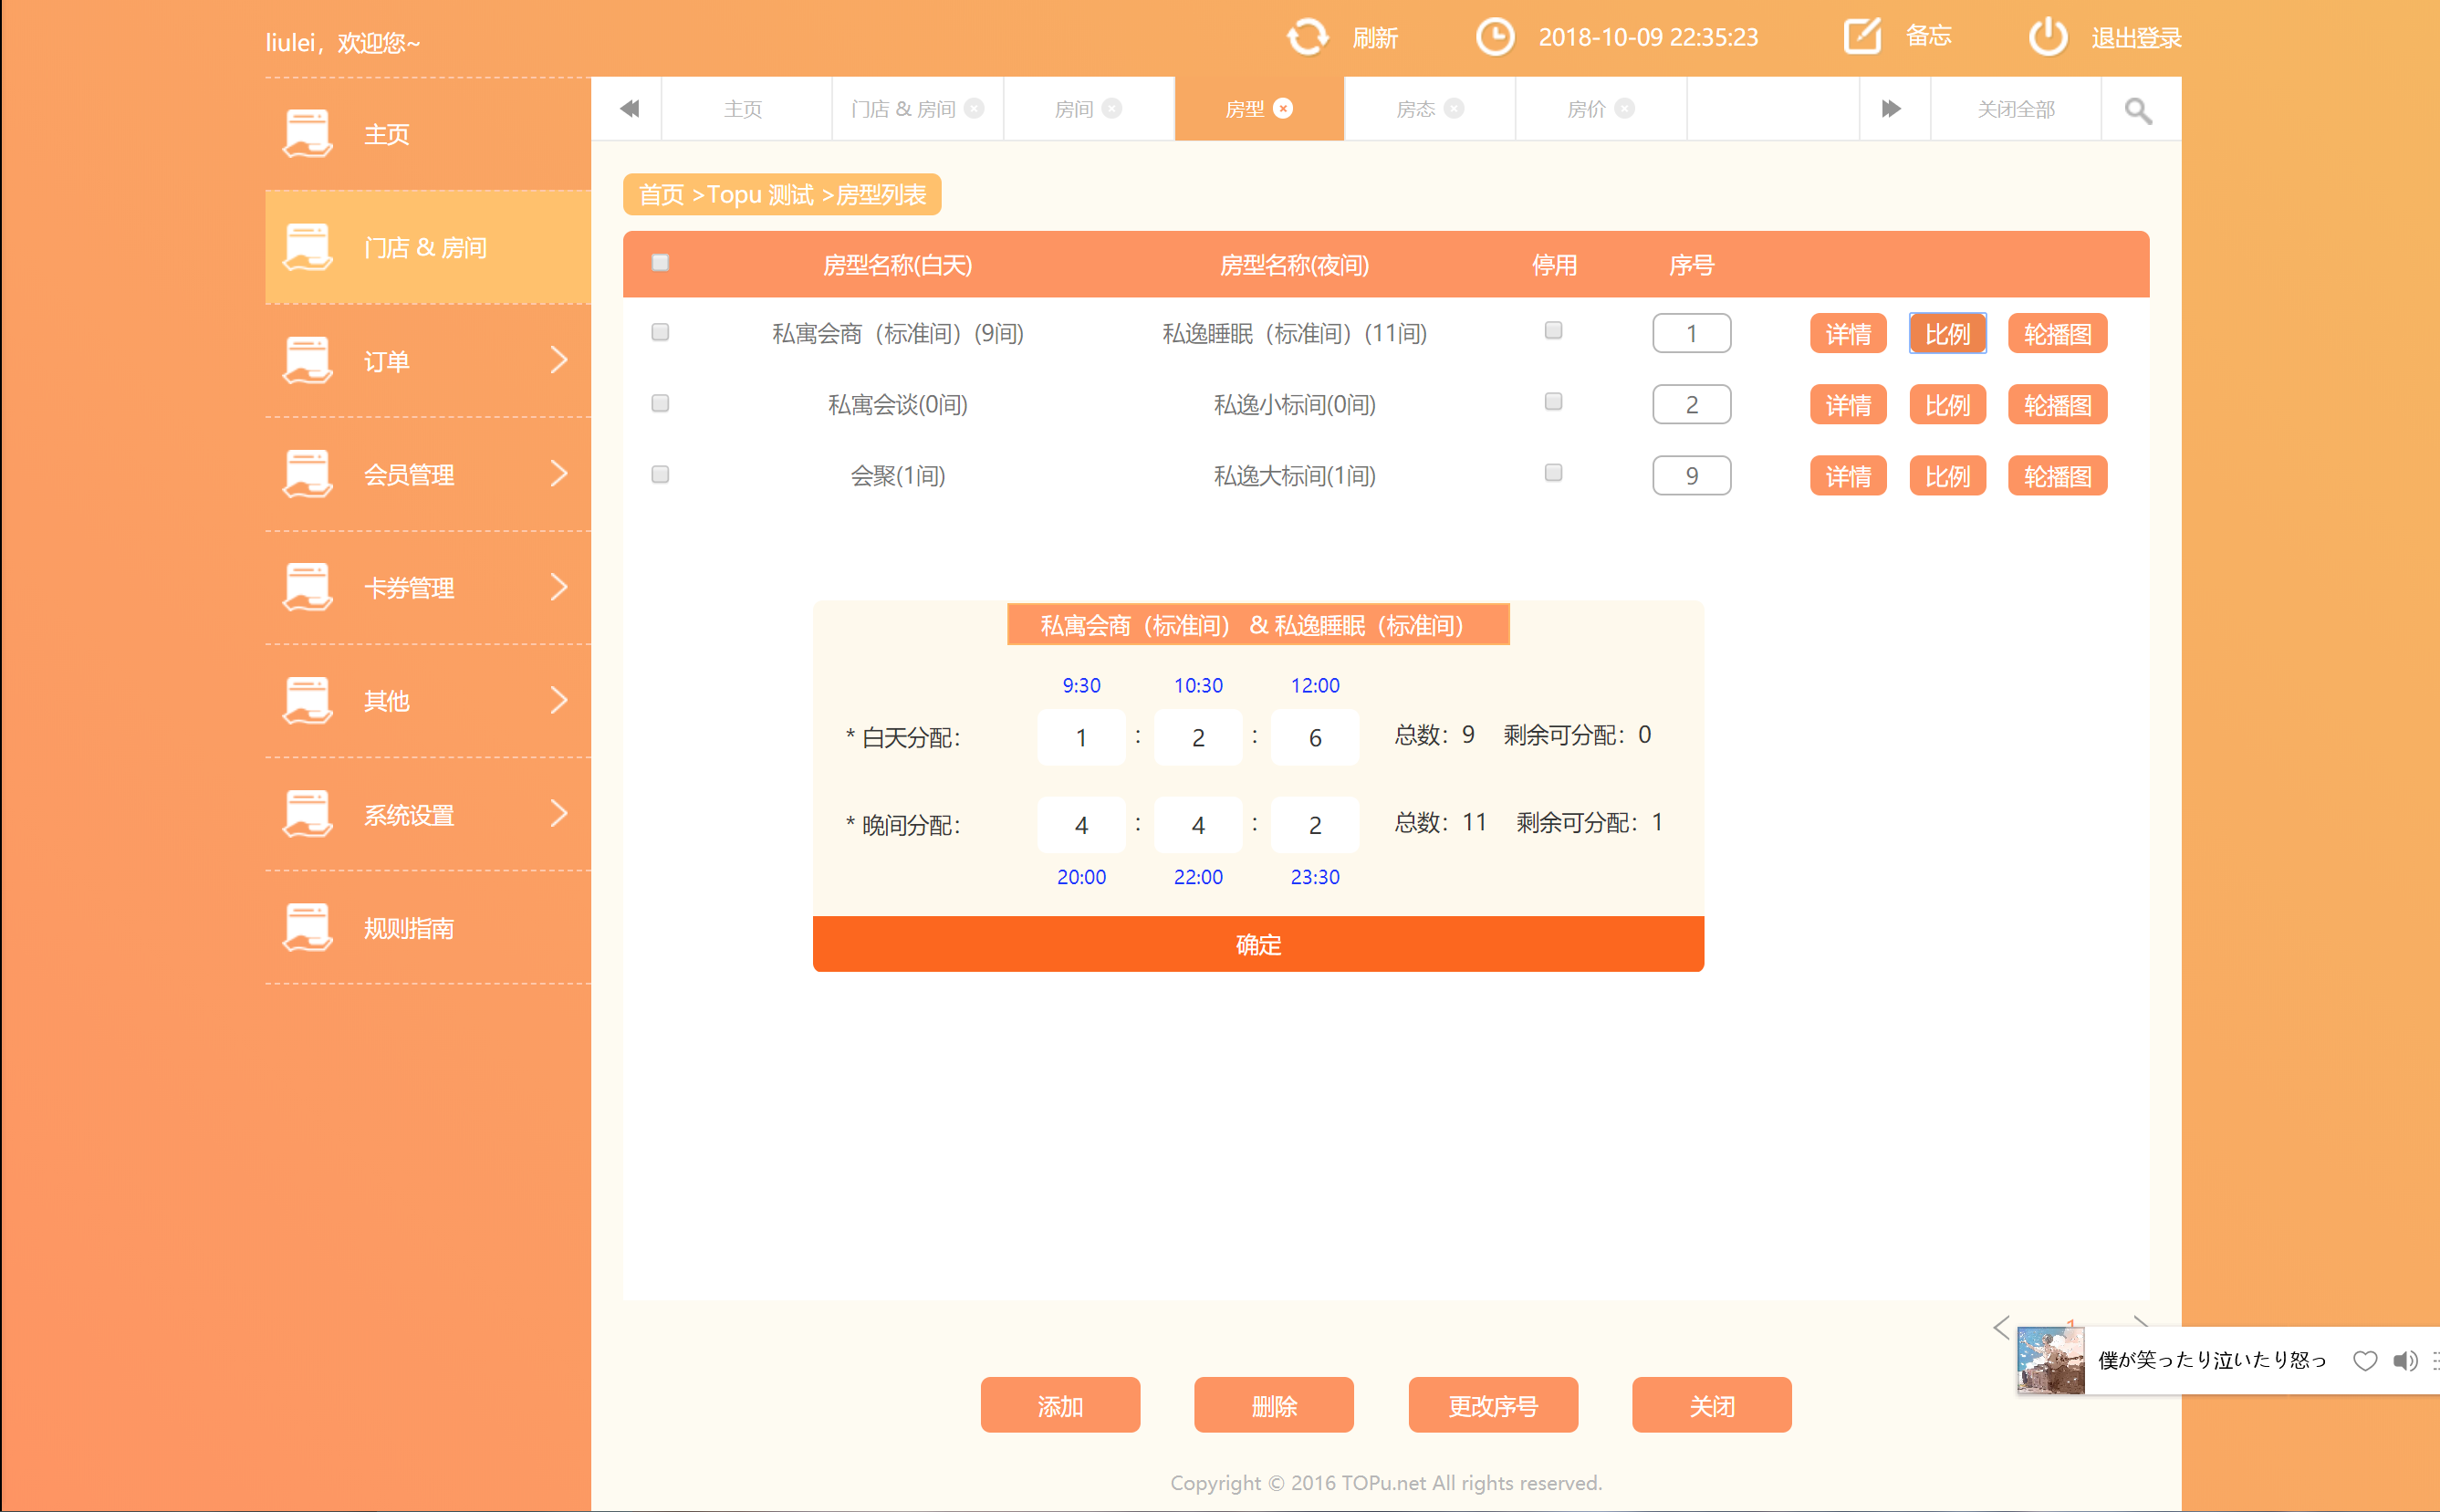 liulei，欢迎您~
刷新 2018-10-09 22:35:23 备忘 退出登录
主页
门店 & 房间
订单
会员管理
卡券管理
其他
系统设置
规则指南
主页 门店 & 房间 房间 房型 房态 房价 关闭全部
首页 >Topu 测试 >房型列表
房型名称(白天) 房型名称(夜间) 停用 序号
私寓会商（标准间）(9间) 私逸睡眠（标准间）(11间) 1 详情 比例 轮播图
私寓会谈(0间) 私逸小标间(0间) 2 详情 比例 轮播图
会聚(1间) 私逸大标间(1间) 9 详情 比例 轮播图
私寓会商（标准间） & 私逸睡眠（标准间）
9:30 10:30 12:00
* 白天分配： 1 : 2 : 6 总数：9 剩余可分配：0
* 晚间分配： 4 : 4 : 2 总数：11 剩余可分配：1
20:00 22:00 23:30
确定
< 1 >
僕が笑ったり泣いたり怒っ
添加 删除 更改序号 关闭
Copyright © 2016 TOPu.net All rights reserved.